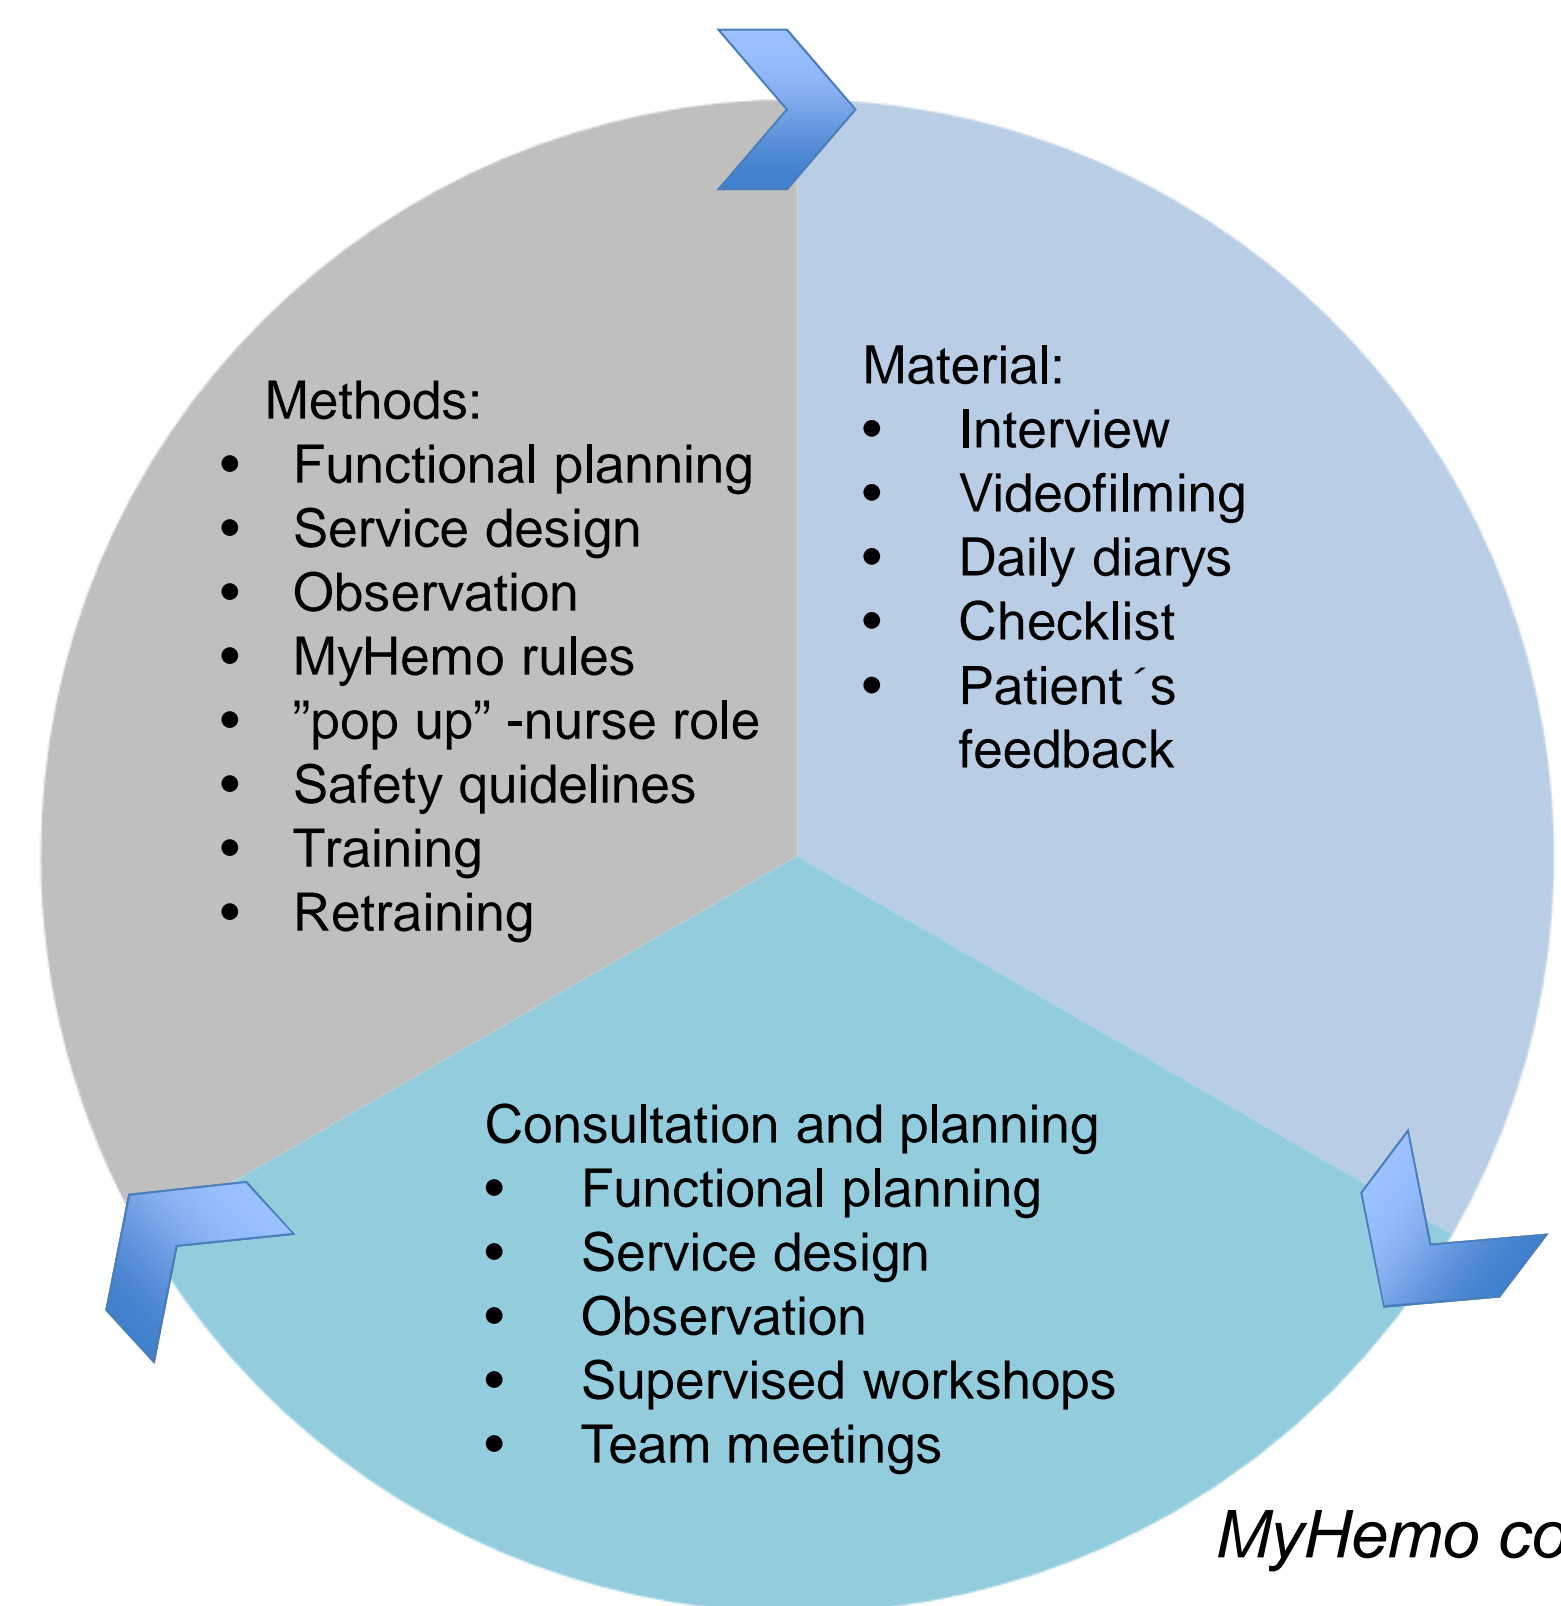 Methods:
• Functional planning
• Service design
• Observation
• MyHemo rules
• ”pop up” -nurse role
• Safety quidelines
• Training
• Retraining
Material:
• Interview
• Videofilming
• Daily diarys
• Checklist
• Patient´s
feedback
Consultation and planning
• Functional planning
• Service design
• Observation
• Supervised workshops
• Team meetings
MyHemo